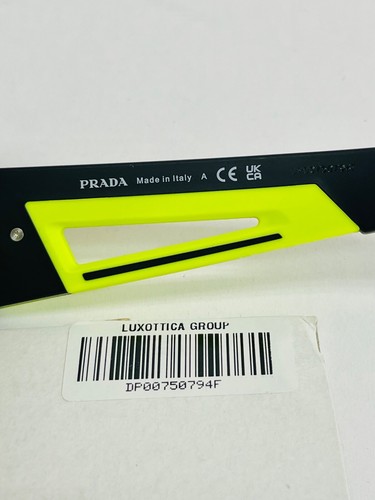 PRADA Made in Italy A CE UK
CA
LUXOTTICA GROUP
DP00750794F